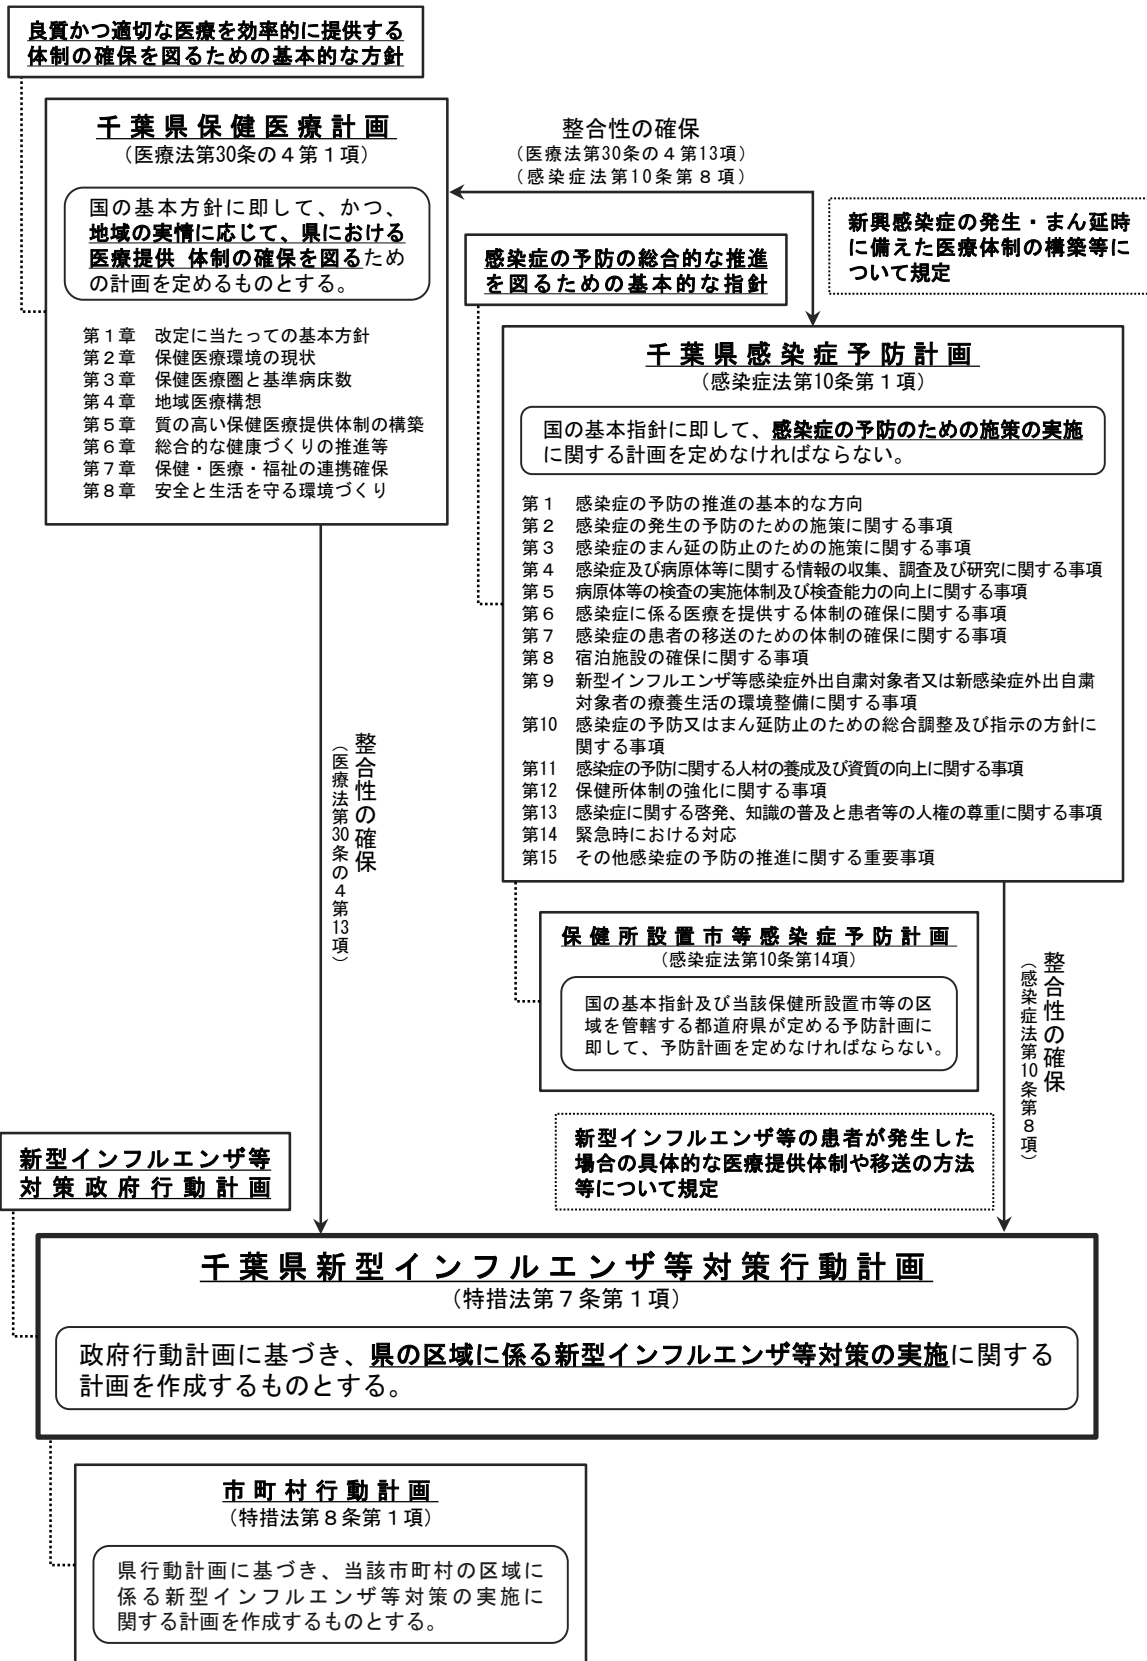 良質かつ適切な医療を効率的に提供する
体制の確保を図るための基本的な方針
千葉県保健医療計画
（医療法第30条の４第１項）
国の基本方針に即して、かつ、
地域の実情に応じて、県における
医療提供 体制の確保を図るため
の計画を定めるものとする。
第１章　改定に当たっての基本方針
第２章　保健医療環境の現状
第３章　保健医療圏と基準病床数
第４章　地域医療構想
第５章　質の高い保健医療提供体制の構築
第６章　総合的な健康づくりの推進等
第７章　保健・医療・福祉の連携確保
第８章　安全と生活を守る環境づくり
整合性の確保
（医療法第30条の４第13項）
（感染症法第10条第８項）
新興感染症の発生・まん延時
に備えた医療体制の構築等に
ついて規定
感染症の予防の総合的な推進
を図るための基本的な指針
千葉県感染症予防計画
（感染症法第10条第１項）
国の基本指針に即して、感染症の予防のための施策の実施
に関する計画を定めなければならない。
第１　感染症の予防の推進の基本的な方向
第２　感染症の発生の予防のための施策に関する事項
第３　感染症のまん延の防止のための施策に関する事項
第４　感染症及び病原体等に関する情報の収集、調査及び研究に関する事項
第５　病原体等の検査の実施体制及び検査能力の向上に関する事項
第６　感染症に係る医療を提供する体制の確保に関する事項
第７　感染症の患者の移送のための体制の確保に関する事項
第８　宿泊施設の確保に関する事項
第９　新型インフルエンザ等感染症外出自粛対象者又は新感染症外出自粛
対象者の療養生活の環境整備に関する事項
第10　感染症の予防又はまん延防止のための総合調整及び指示の方針に
関する事項
第11　感染症の予防に関する人材の養成及び資質の向上に関する事項
第12　保健所体制の強化に関する事項
第13　感染症に関する啓発、知識の普及と患者等の人権の尊重に関する事項
第14　緊急時における対応
第15　その他感染症の予防の推進に関する重要事項
整合性の確保
（医療法第30条の４第13項）
保健所設置市等感染症予防計画
（感染症法第10条第14項）
国の基本指針及び当該保健所設置市等の区
域を管轄する都道府県が定める予防計画に
即して、予防計画を定めなければならない。
整合性の確保
（感染症法第10条第８項）
新型インフルエンザ等の患者が発生した
場合の具体的な医療提供体制や移送の方法
等について規定
新型インフルエンザ等
対策政府行動計画
千葉県新型インフルエンザ等対策行動計画
（特措法第７条第１項）
政府行動計画に基づき、県の区域に係る新型インフルエンザ等対策の実施に関する
計画を作成するものとする。
市町村行動計画
（特措法第８条第１項）
県行動計画に基づき、当該市町村の区域に
係る新型インフルエンザ等対策の実施に
関する計画を作成するものとする。